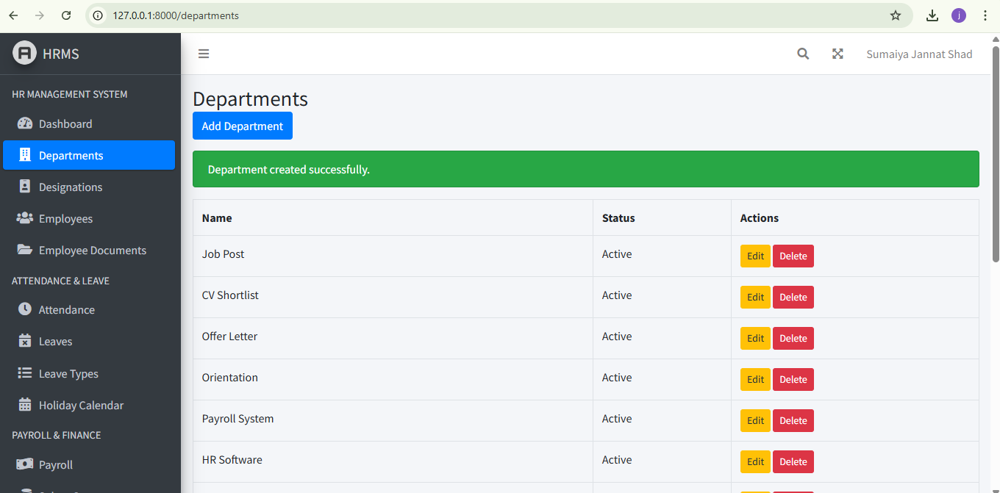 127.0.0.1:8000/departments
j
HRMS
Sumaiya Jannat Shad
HR MANAGEMENT SYSTEM
Dashboard
Departments
Designations
Employees
Employee Documents
ATTENDANCE & LEAVE
Attendance
Leaves
Leave Types
Holiday Calendar
PAYROLL & FINANCE
Payroll
Departments
Add Department
Department created successfully.
Name Status Actions
Job Post Active Edit Delete
CV Shortlist Active Edit Delete
Offer Letter Active Edit Delete
Orientation Active Edit Delete
Payroll System Active Edit Delete
HR Software Active Edit Delete